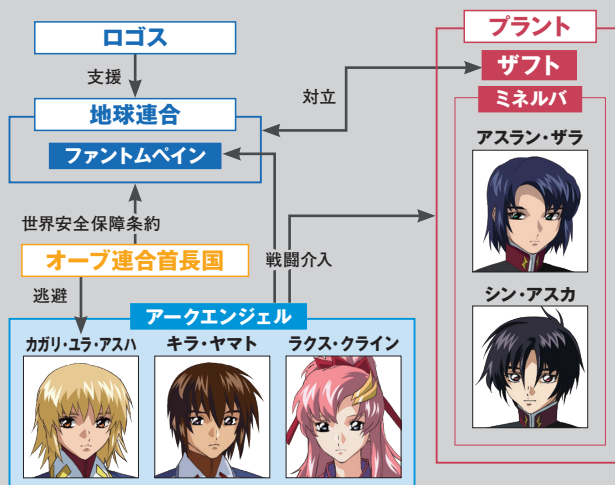 ロゴス
支援
地球連合
ファントムペイン
世界安全保障条約
オーブ連合首長国
逃避
戦闘介入
対立
プラント
ザフト
ミネルバ
アスラン・ザラ
シン・アスカ
アークエンジェル
カガリ・ユラ・アスハ
キラ・ヤマト
ラクス・クライン